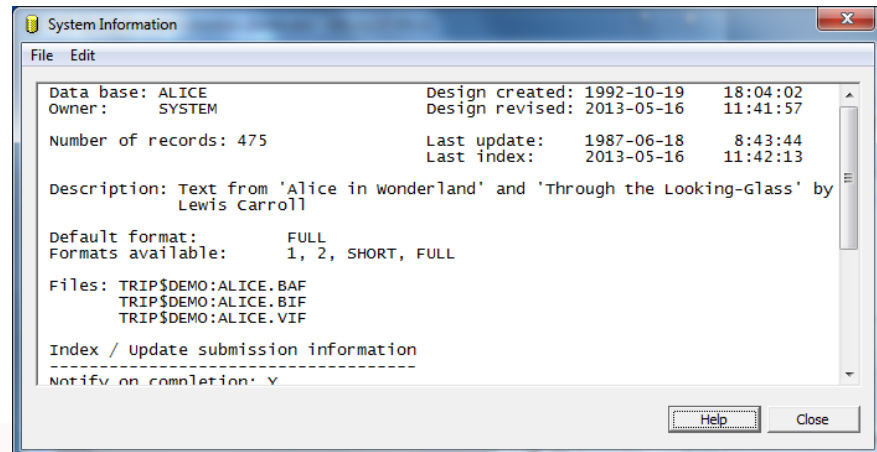 System Information
File Edit
Data base: ALICE Design created: 1992-10-19 18:04:02
Owner: SYSTEM Design revised: 2013-05-16 11:41:57
Number of records: 475 Last update: 1987-06-18 8:43:44
Last index: 2013-05-16 11:42:13
Description: Text from 'Alice in Wonderland' and 'Through the Looking-Glass' by
Lewis Carroll
Default format: FULL
Formats available: 1, 2, SHORT, FULL
Files: TRIP$DEMO:ALICE.BAF
TRIP$DEMO:ALICE.BIF
TRIP$DEMO:ALICE.VIF
Index / Update submission information
-------------------------------------
Notify on completion: Y
Help Close